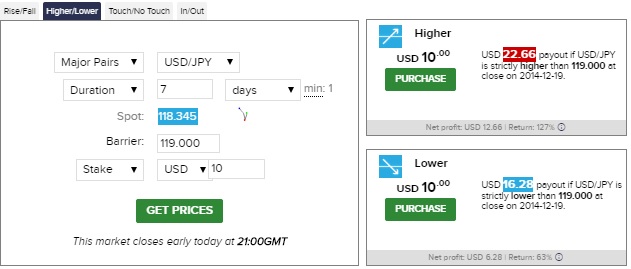 Rise/Fall Higher/Lower Touch/No Touch In/Out
Major Pairs USD/JPY
Duration 7 days min: 1
Spot: 118.345
Barrier: 119.000
Stake USD 10
GET PRICES
This market closes early today at 21:00GMT
Higher
USD 10.00
PURCHASE
USD 22.66 payout if USD/JPY
is strictly higher than 119.000 at
close on 2014-12-19.
Net profit: USD 12.66 | Return: 127%
Lower
USD 10.00
PURCHASE
USD 16.28 payout if USD/JPY is
strictly lower than 119.000 at
close on 2014-12-19.
Net profit: USD 6.28 | Return: 63%